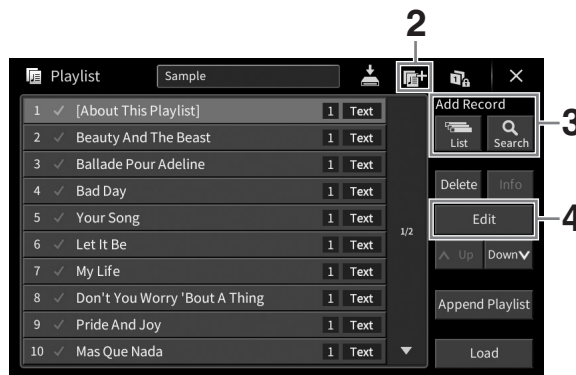 2
Playlist Sample
Add Record
List Search
3
1 [About This Playlist] 1 Text
2 Beauty And The Beast 1 Text
3 Ballade Pour Adeline 1 Text
4 Bad Day 1 Text
5 Your Song 1 Text
6 Let It Be 1 Text
7 My Life 1 Text
8 Don't You Worry 'Bout A Thing 1 Text
9 Pride And Joy 1 Text
10 Mas Que Nada 1 Text
1/2
Delete Info
Edit
4
Up Down
Append Playlist
Load